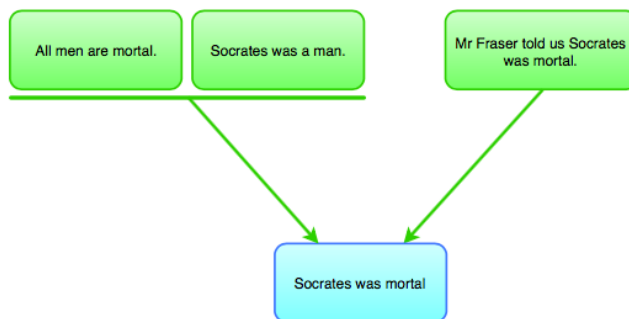 All men are mortal.
Socrates was a man.
Mr Fraser told us Socrates
was mortal.
Socrates was mortal